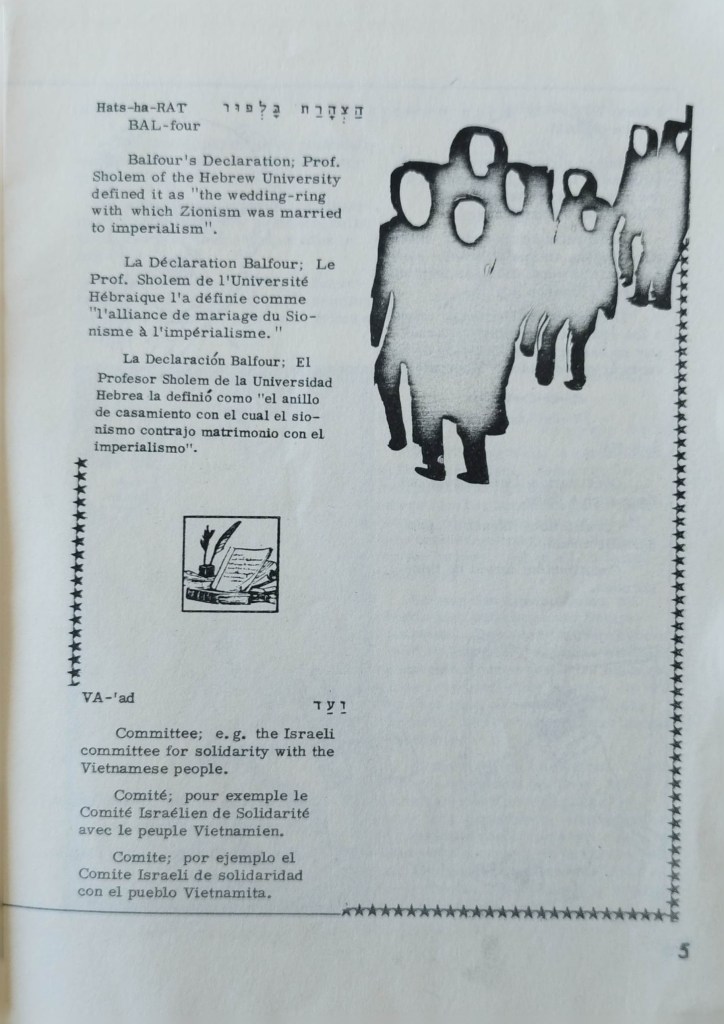 Hats-ha-RAT הַצְהָרַת בָּלְפוּר
BAL-four
Balfour's Declaration; Prof.
Sholem of the Hebrew University
defined it as "the wedding-ring
with which Zionism was married
to imperialism".
La Déclaration Balfour; Le
Prof. Sholem de l'Université
Hébraique l'a définie comme
"l'alliance de mariage du Sio-
nisme à l'impérialisme."
La Declaración Balfour; El
Profesor Sholem de la Universidad
Hebrea la definió como "el anillo
de casamiento con el cual el sio-
nismo contrajo matrimonio con el
imperialismo".
VA-'ad וַעַד
Committee; e.g. the Israeli
committee for solidarity with the
Vietnamese people.
Comité; pour exemple le
Comité Israélien de Solidarité
avec le peuple Vietnamien.
Comite; por ejemplo el
Comite Israeli de solidaridad
con el pueblo Vietnamita.
5